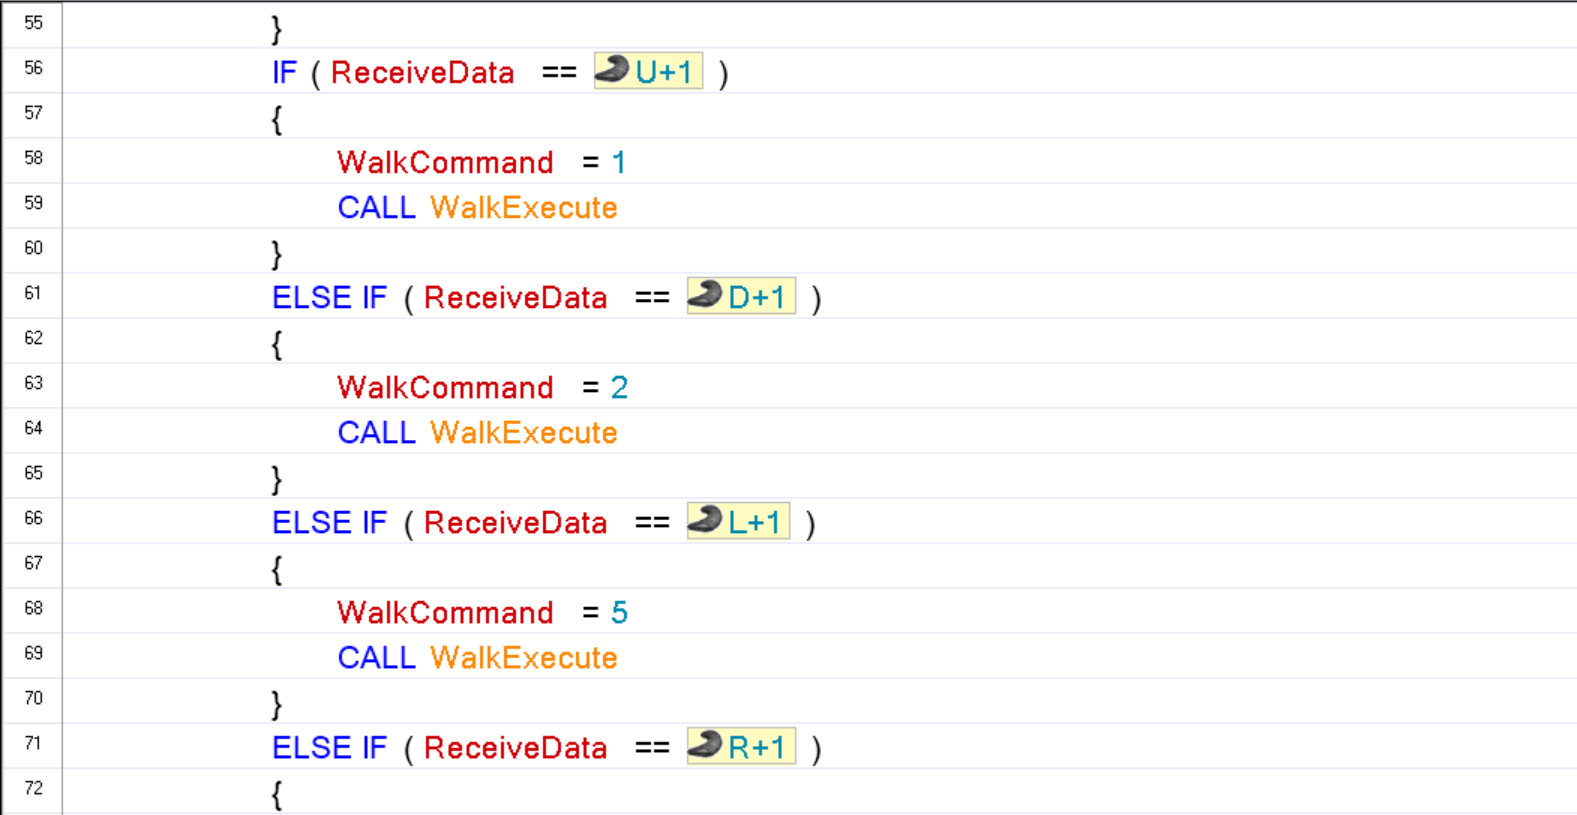 55 }
56 IF ( ReceiveData == U+1 )
57 {
58 WalkCommand = 1
59 CALL WalkExecute
60 }
61 ELSE IF ( ReceiveData == D+1 )
62 {
63 WalkCommand = 2
64 CALL WalkExecute
65 }
66 ELSE IF ( ReceiveData == L+1 )
67 {
68 WalkCommand = 5
69 CALL WalkExecute
70 }
71 ELSE IF ( ReceiveData == R+1 )
72 {